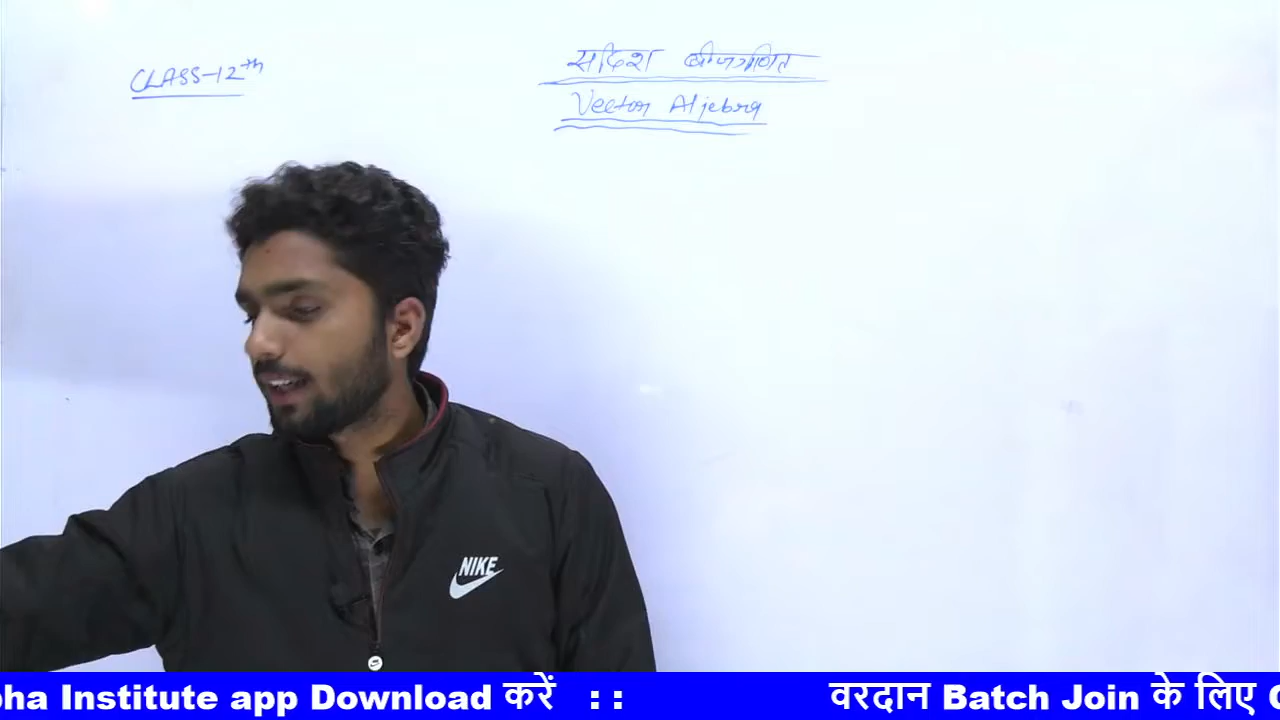 CLASS-12th
सदिश बीजगणित
Vector Aljebra
NIKE
pha Institute app Download करें : : वरदान Batch Join के लिए